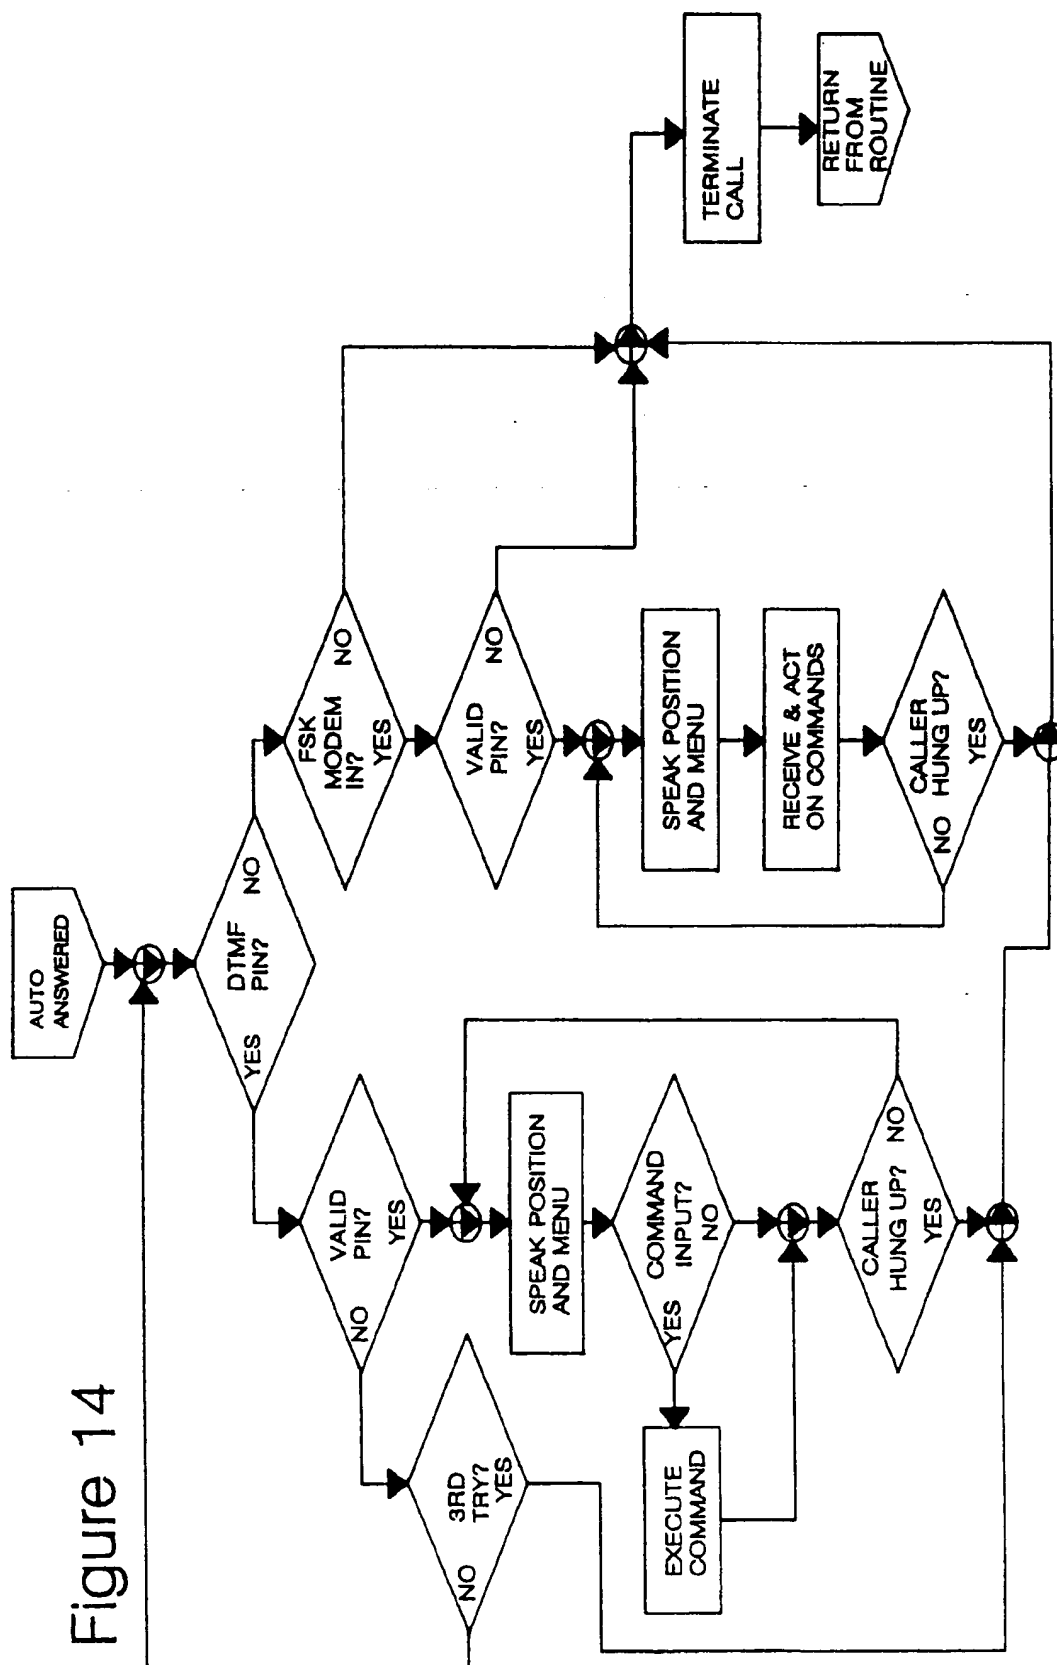 Figure 14
AUTO
ANSWERED
DTMF
PIN?
YES
NO
VALID
PIN?
NO
YES
3RD
TRY?
NO
YES
SPEAK POSITION
AND MENU
COMMAND
INPUT?
YES
NO
EXECUTE
COMMAND
CALLER
HUNG UP?
YES
NO
FSK
MODEM
IN?
YES
NO
VALID
PIN?
YES
NO
SPEAK POSITION
AND MENU
RECEIVE & ACT
ON COMMANDS
CALLER
HUNG UP?
NO
YES
TERMINATE
CALL
RETURN
FROM
ROUTINE